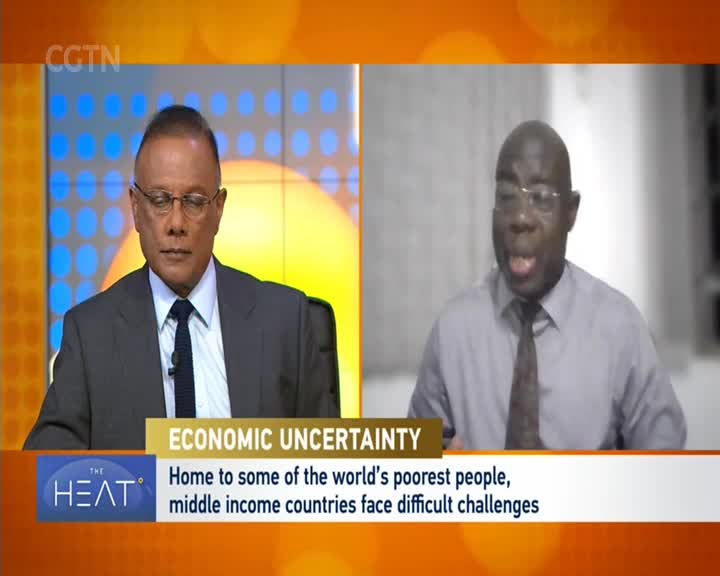 CGTN
ECONOMIC UNCERTAINTY
THE
HEAT
Home to some of the world's poorest people,
middle income countries face difficult challenges